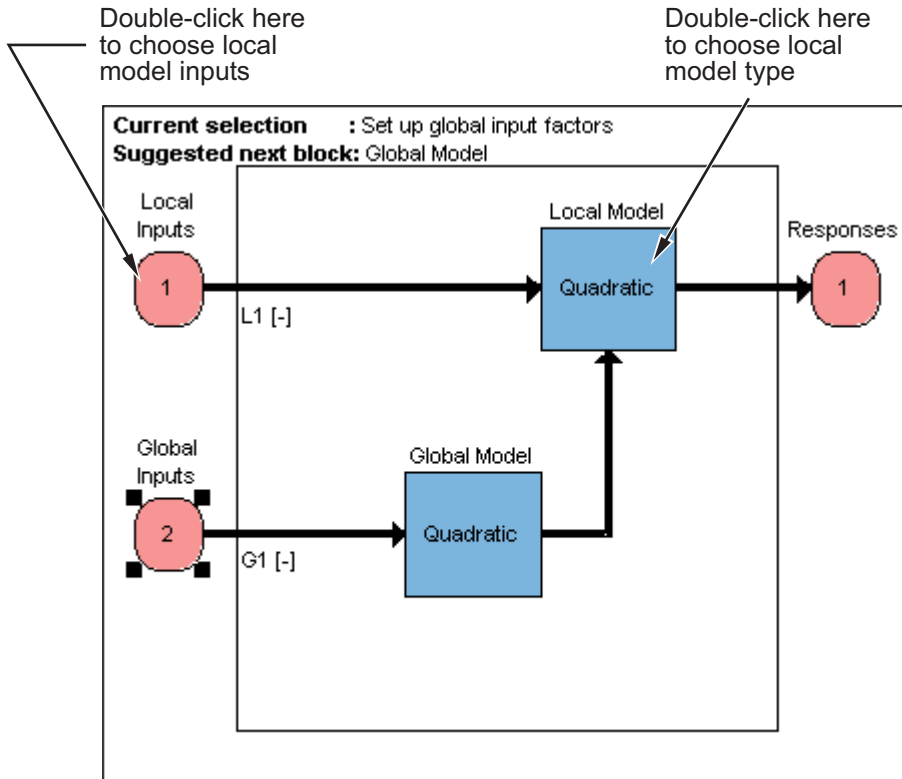 Double-click here
to choose local
model inputs
Double-click here
to choose local
model type
Current selection : Set up global input factors
Suggested next block: Global Model
Local
Inputs
1
L1 [-]
Local Model
Quadratic
Responses
1
Global
Inputs
2
G1 [-]
Global Model
Quadratic